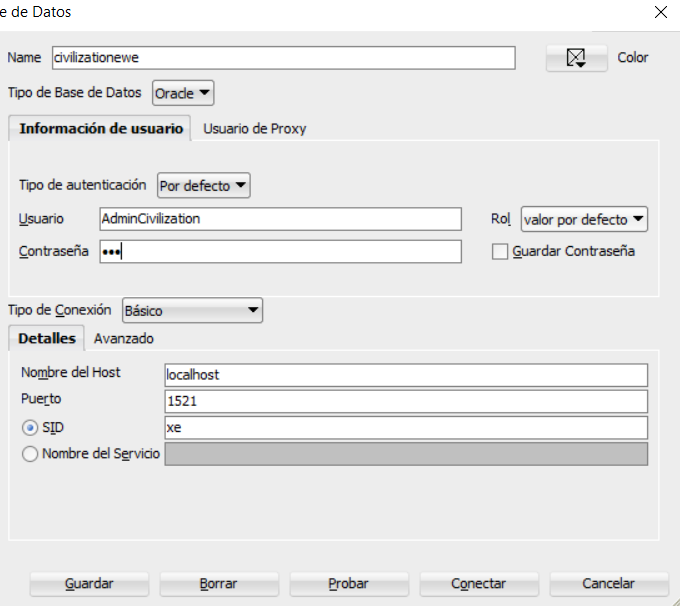 e de Datos
Name civilizationewe Color
Tipo de Base de Datos Oracle
Información de usuario Usuario de Proxy
Tipo de autenticación Por defecto
Usuario AdminCivilization Rol valor por defecto
Contraseña ••• Guardar Contraseña
Tipo de Conexión Básico
Detalles Avanzado
Nombre del Host localhost
Puerto 1521
SID xe
Nombre del Servicio
Guardar Borrar Probar Conectar Cancelar